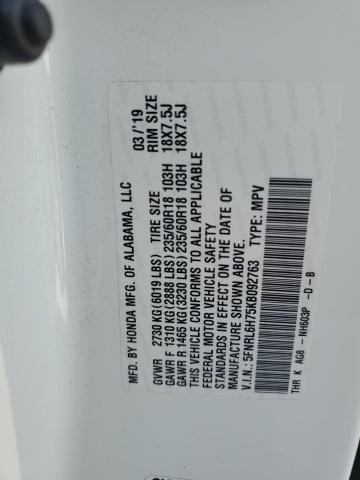 MFD. BY HONDA MFG. OF ALABAMA, LLC 03/'19
TIRE SIZE RIM SIZE
GVWR 2730 KG (6019 LBS)
GAWR F 1310 KG (2888 LBS) 235/60R18 103H 18X7.5J
GAWR R 1465 KG (3230 LBS) 235/60R18 103H 18X7.5J
THIS VEHICLE CONFORMS TO ALL APPLICABLE
FEDERAL MOTOR VEHICLE SAFETY
STANDARDS IN EFFECT ON THE DATE OF
MANUFACTURE SHOWN ABOVE.
5FNRL6H75KB092763 TYPE: MPV
THR K AG8 - NH603P -D -B